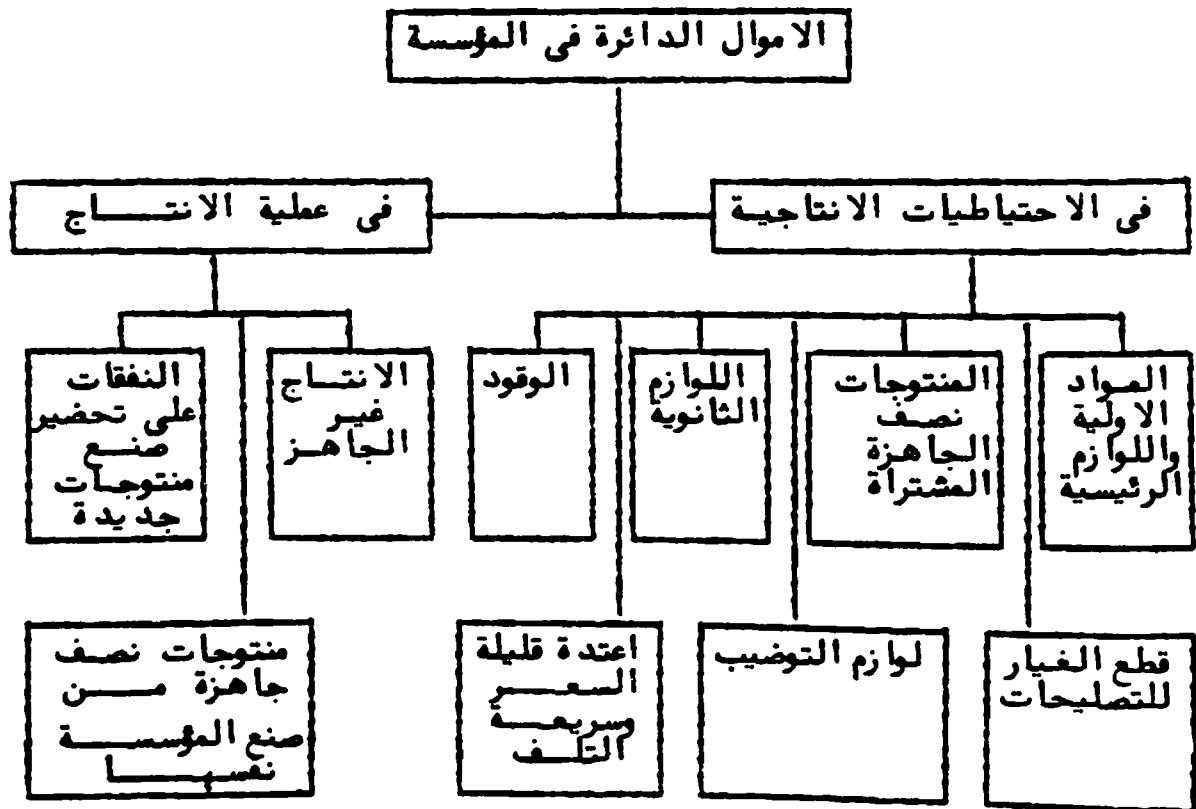 الاموال الدائرة فى المؤسسة
فى الاحتياطيات الانتاجية
فى عملية الانتاج
المواد
الاولية
واللوازم
الرئيسية
المنتوجات
نصف
الجاهزة
المشتراة
اللوازم
الثانوية
الوقود
الانتاج
غير
الجاهز
النفقات
على تحضير
صنع
منتوجات
جديدة
قطع الغيار
للتصليحات
لوازم التوضيب
اعتدة قليلة
السعر
وسريعة
التلف
منتوجات نصف
جاهزة من
صنع المؤسسة
نفسها